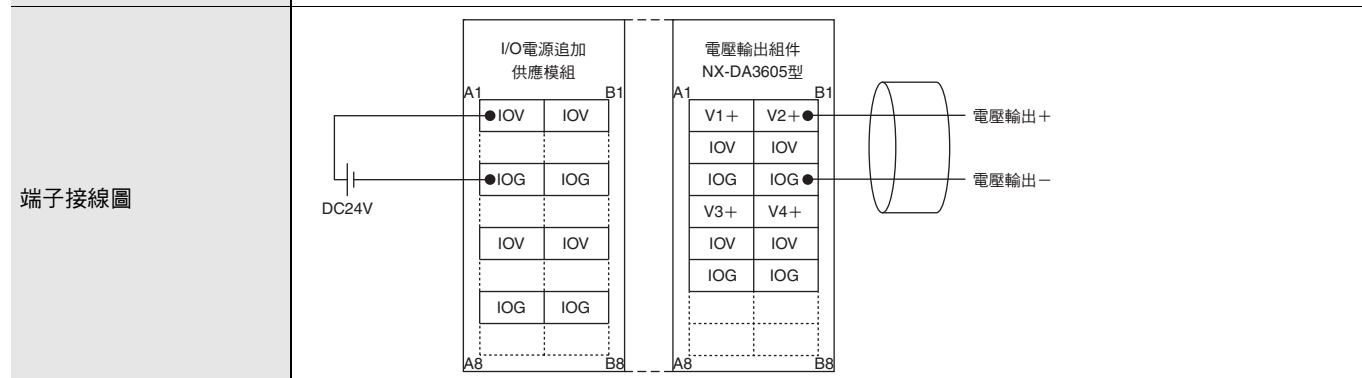 端子接線圖
DC24V
I/O電源追加
供應模組
A1 B1
IOV IOV
IOG IOG
IOV IOV
IOG IOG
A8 B8
電壓輸出組件
NX-DA3605型
A1 B1
V1+ V2+
IOV IOV
IOG IOG
V3+ V4+
IOV IOV
IOG IOG
A8 B8
電壓輸出+
電壓輸出-